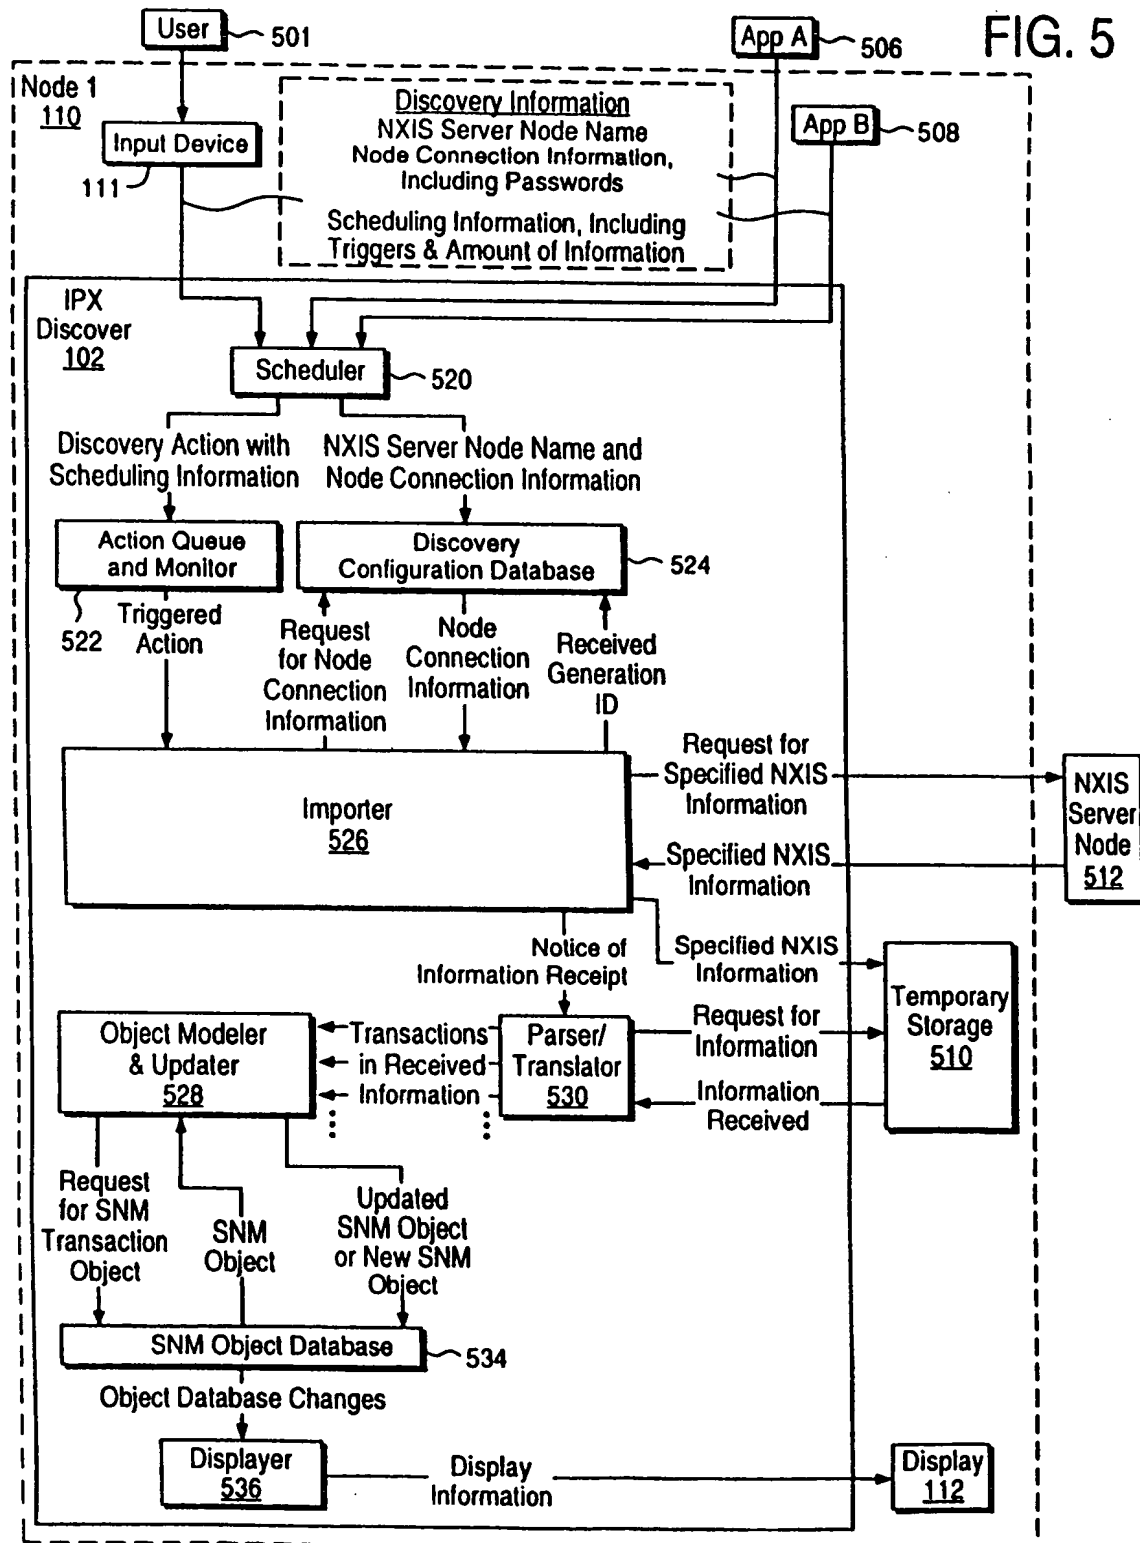 FIG. 5
User
501
App A
506
Node 1
110
Discovery Information
NXIS Server Node Name
Node Connection Information,
Including Passwords
Scheduling Information, Including
Triggers & Amount of Information
App B
508
Input Device
111
IPX
Discover
102
Scheduler
520
Discovery Action with
Scheduling Information
NXIS Server Node Name and
Node Connection Information
Action Queue
and Monitor
522
Discovery
Configuration Database
524
Triggered
Action
Request
for Node
Connection
Information
Node
Connection
Information
Received
Generation
ID
Importer
526
Request for
Specified NXIS
Information
NXIS
Server
Node
512
Specified NXIS
Information
Notice of
Information Receipt
Specified NXIS
Information
Temporary
Storage
510
Object Modeler
& Updater
528
Transactions
in Received
Information
Parser/
Translator
530
Request for
Information
Information
Received
Request
for SNM
Transaction
Object
SNM
Object
Updated
SNM Object
or New SNM
Object
SNM Object Database
534
Object Database Changes
Displayer
536
Display
Information
Display
112